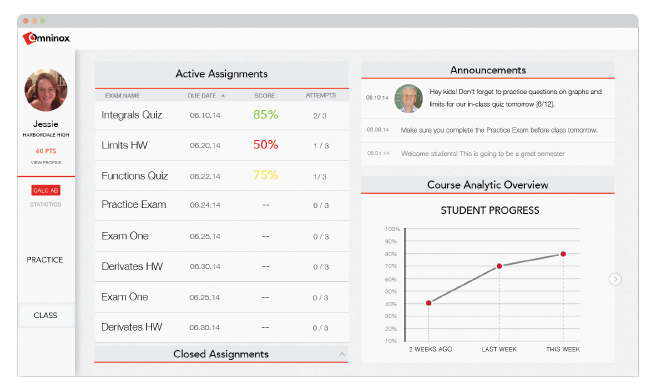 Omninox
Jessie
HARBORDALE HIGH
40 PTS
VIEW PROFILE
CALC AB
STATISTICS
PRACTICE
CLASS
Active Assignments
EXAM NAME DUE DATE SCORE ATTEMPTS
Integrals Quiz 06.10.14 85% 2/ 3
Limits HW 06.20.14 50% 1 / 3
Functions Quiz 06.22.14 75% 1/ 3
Practice Exam 06.24.14 -- 0 / 3
Exam One 06.25.14 -- 0 / 3
Derivates HW 06.30.14 -- 0 / 3
Exam One 06.25.14 -- 0 / 3
Derivates HW 06.30.14 -- 0 / 3
Closed Assignments
Announcements
06.10.14 Hey kids! Don't forget to practice questions on graphs and
limits for our in-class quiz tomorrow [6/12].
06.08.14 Make sure you complete the Practice Exam before class tomorrow.
06.01.14 Welcome students! This is going to be a great semester
Course Analytic Overview
STUDENT PROGRESS
100%
90%
80%
70%
60%
50%
40%
30%
20%
10%
2 WEEKS AGO LAST WEEK THIS WEEK